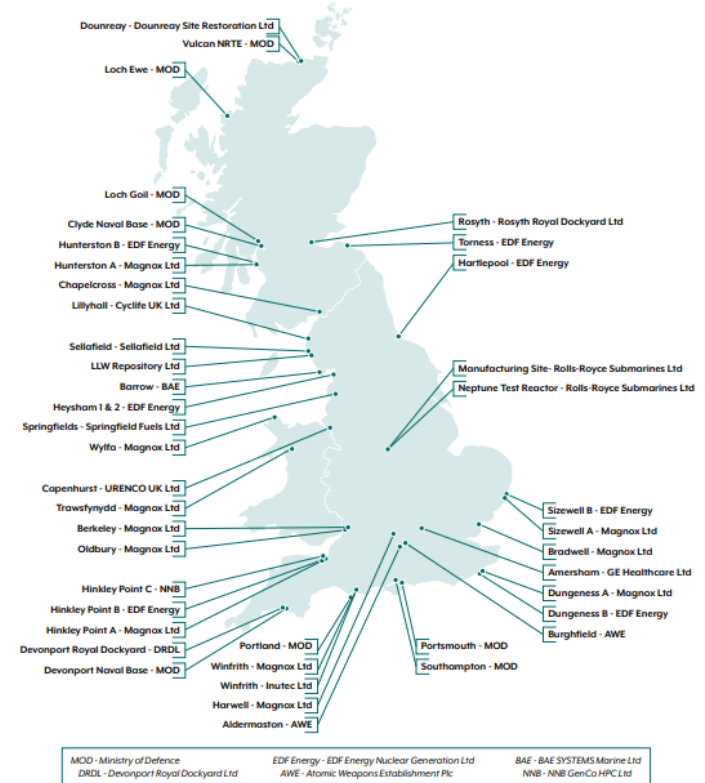 Dounreay - Dounreay Site Restoration Ltd
Vulcan NRTE - MOD
Loch Ewe - MOD
Loch Goil - MOD
Clyde Naval Base - MOD
Hunterston B - EDF Energy
Hunterston A - Magnox Ltd
Chapelcross - Magnox Ltd
Lillyhall - Cyclife UK Ltd
Sellafield - Sellafield Ltd
LLW Repository Ltd
Barrow - BAE
Heysham 1 & 2 - EDF Energy
Springfields - Springfield Fuels Ltd
Wylfa - Magnox Ltd
Capenhurst - URENCO UK Ltd
Trawsfynydd - Magnox Ltd
Berkeley - Magnox Ltd
Oldbury - Magnox Ltd
Hinkley Point C - NNB
Hinkley Point B - EDF Energy
Hinkley Point A - Magnox Ltd
Devonport Royal Dockyard - DRDL
Devonport Naval Base - MOD
Portland - MOD
Winfrith - Magnox Ltd
Winfrith - Inutec Ltd
Harwell - Magnox Ltd
Aldermaston - AWE
Rosyth - Rosyth Royal Dockyard Ltd
Torness - EDF Energy
Hartlepool - EDF Energy
Manufacturing Site- Rolls-Royce Submarines Ltd
Neptune Test Reactor - Rolls-Royce Submarines Ltd
Sizewell B - EDF Energy
Sizewell A - Magnox Ltd
Bradwell - Magnox Ltd
Amersham - GE Healthcare Ltd
Dungeness A - Magnox Ltd
Dungeness B - EDF Energy
Burghfield - AWE
Portsmouth - MOD
Southampton - MOD
MOD - Ministry of Defence EDF Energy - EDF Energy Nuclear Generation Ltd BAE - BAE SYSTEMS Marine Ltd
DRDL - Devonport Royal Dockyard Ltd AWE - Atomic Weapons Establishment Plc NNB - NNB GenCo HPC Ltd